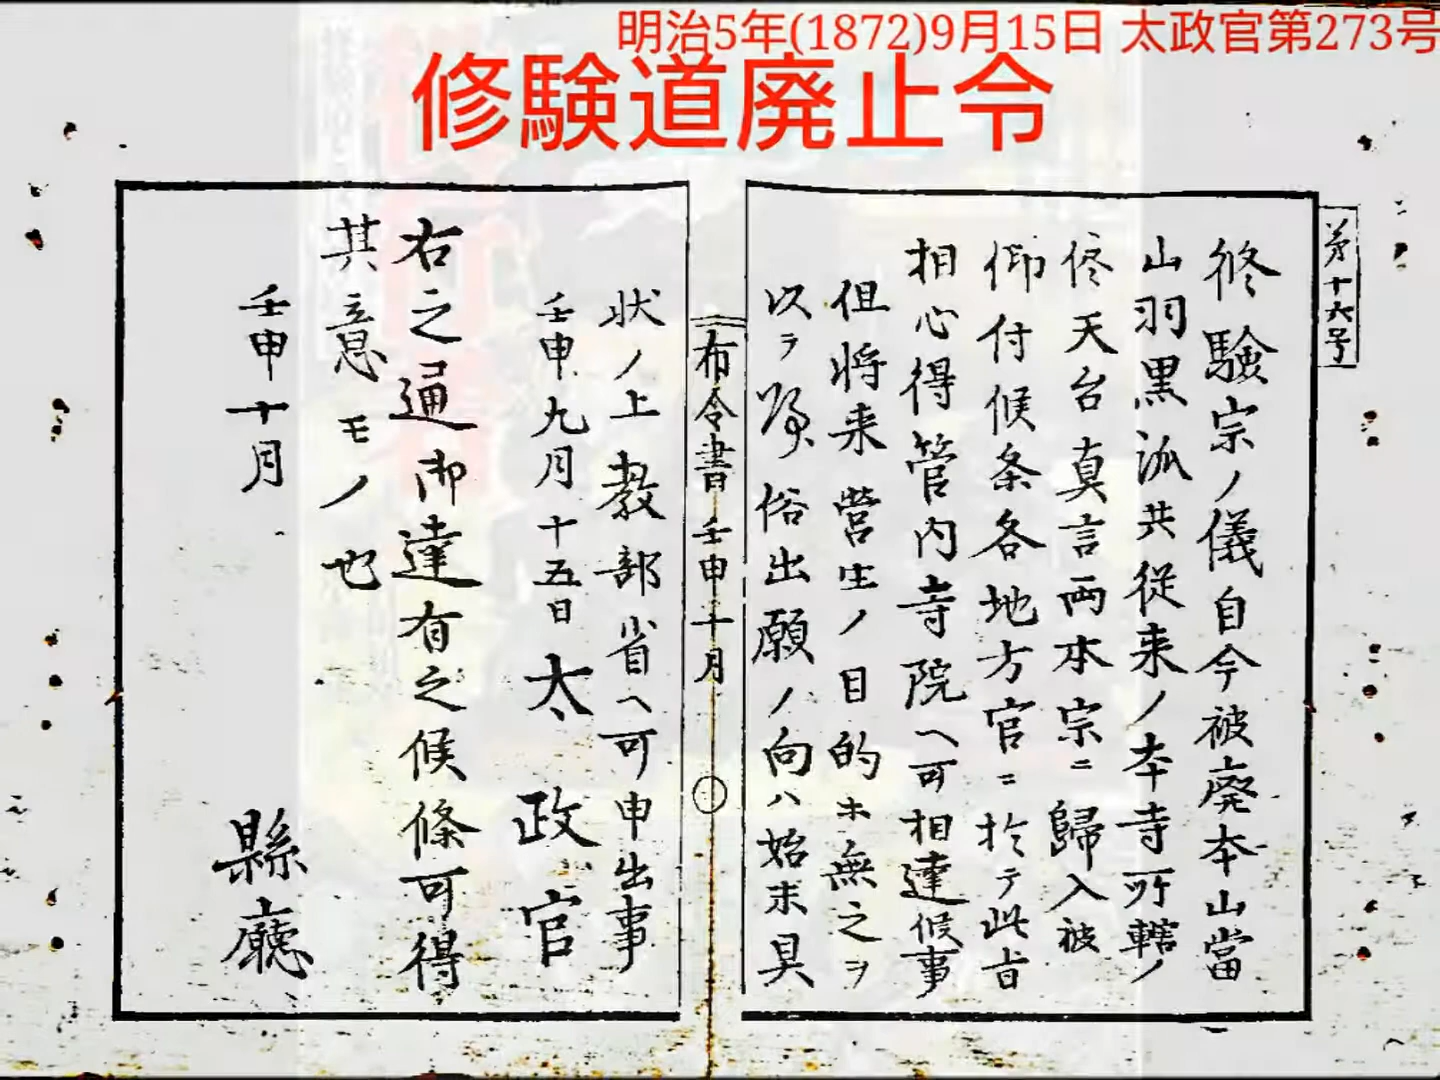 明治5年(1872)9月15日 太政官第273号
修験道廃止令
第十六号
修験宗ノ儀自今被廃本山當
山羽黒派共従来ノ本寺所轄ノ
侭天台真言両本宗ニ歸入被
仰付候条各地方官ニ於テ此旨
相心得管内寺院ヘ可相達候事
但将来営生ノ目的ホ無之ヲ
以テ帰俗出願ノ向ハ始末具
布令書 壬申十月
状ノ上教部省ヘ可申出事
壬申九月十五日 太政官
右之通御達有之候條可得
其意モノ也
壬申十月 縣廳